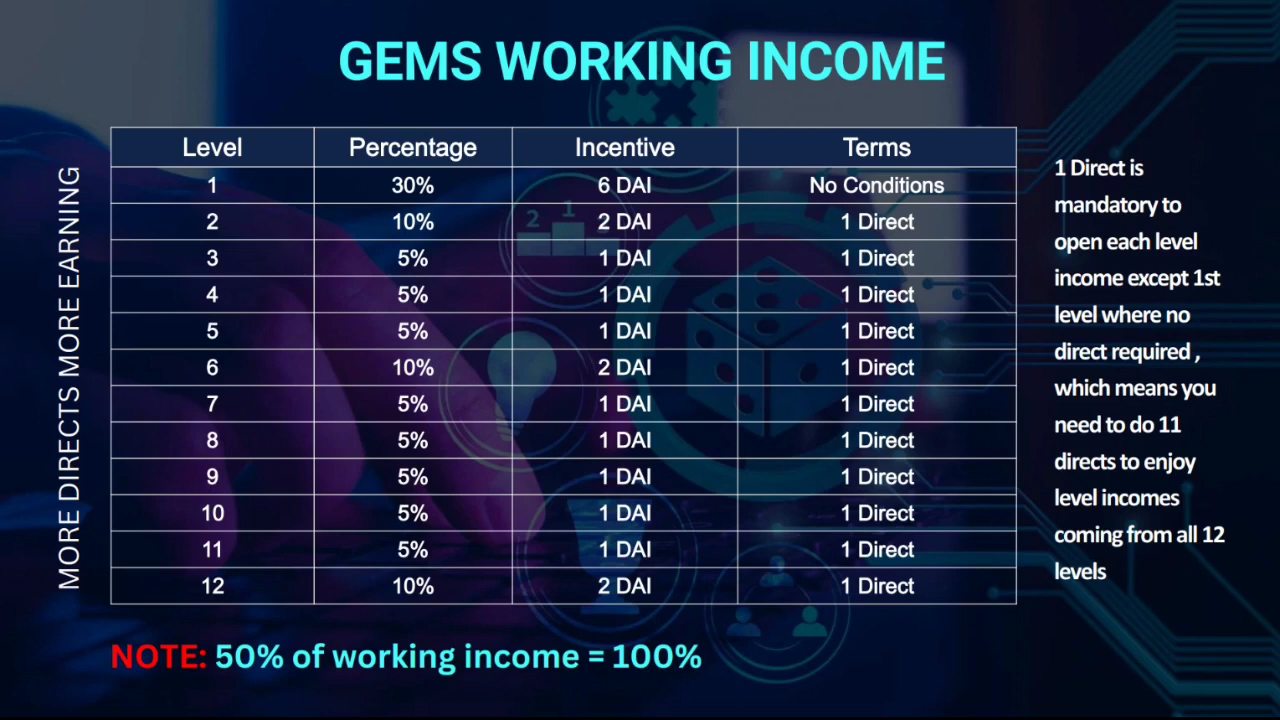 GEMS WORKING INCOME
MORE DIRECTS MORE EARNING
Level Percentage Incentive Terms
1 30% 6 DAI No Conditions
2 10% 2 DAI 1 Direct
3 5% 1 DAI 1 Direct
4 5% 1 DAI 1 Direct
5 5% 1 DAI 1 Direct
6 10% 2 DAI 1 Direct
7 5% 1 DAI 1 Direct
8 5% 1 DAI 1 Direct
9 5% 1 DAI 1 Direct
10 5% 1 DAI 1 Direct
11 5% 1 DAI 1 Direct
12 10% 2 DAI 1 Direct
1 Direct is
mandatory to
open each level
income except 1st
level where no
direct required ,
which means you
need to do 11
directs to enjoy
level incomes
coming from all 12
levels
NOTE: 50% of working income = 100%
2 1